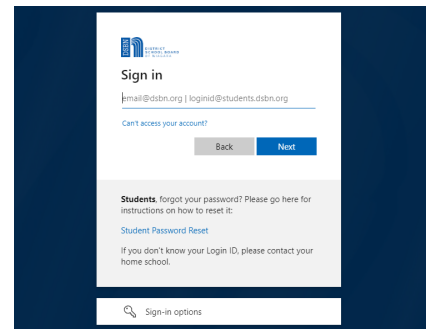 DSBN
DISTRICT
SCHOOL BOARD
OF NIAGARA
Sign in
email@dsbn.org | loginid@students.dsbn.org
Can't access your account?
Back Next
Students, forgot your password? Please go here for
instructions on how to reset it:
Student Password Reset
If you don't know your Login ID, please contact your
home school.
Sign-in options